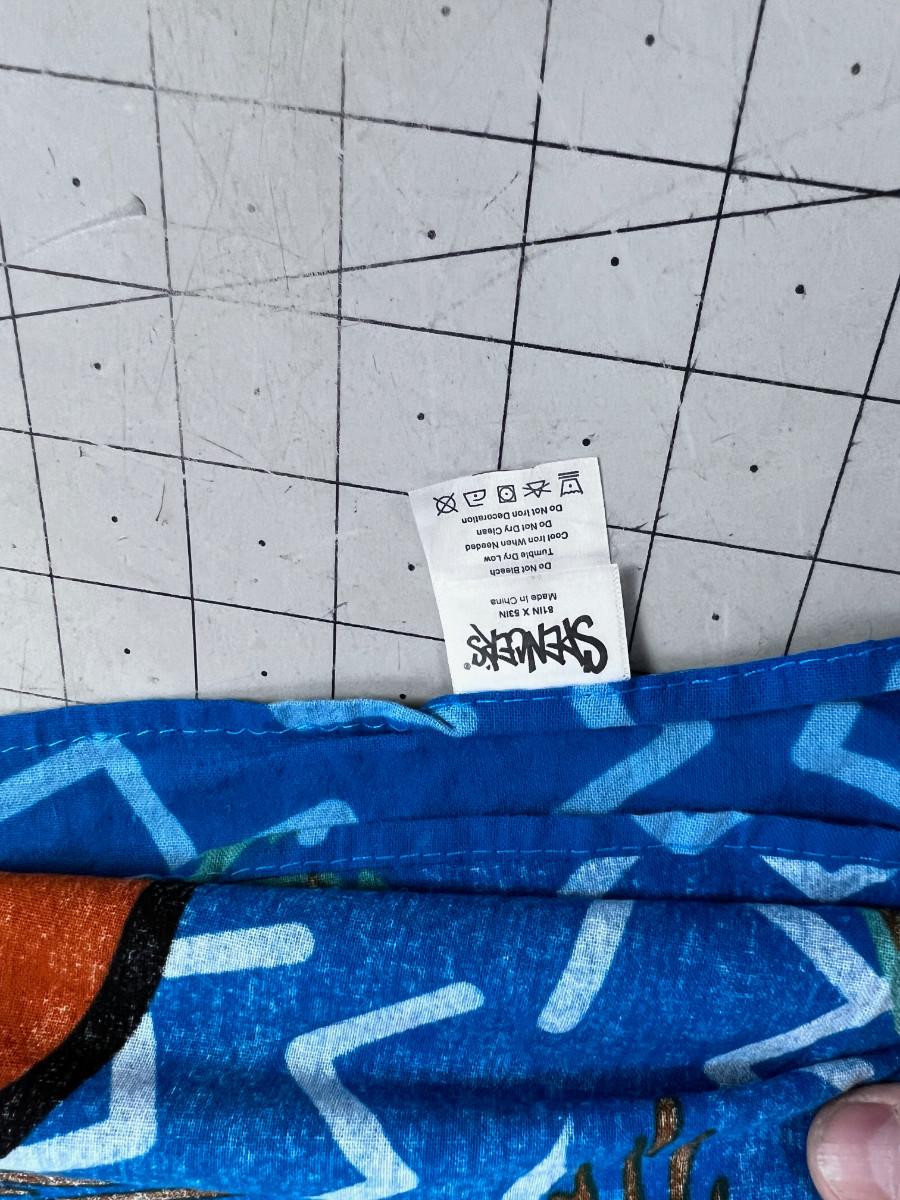 SPENCER'S®
81IN X 53IN
Made in China
Do Not Bleach
Tumble Dry Low
Cool Iron When Needed
Do Not Dry Clean
Do Not Iron Decoration